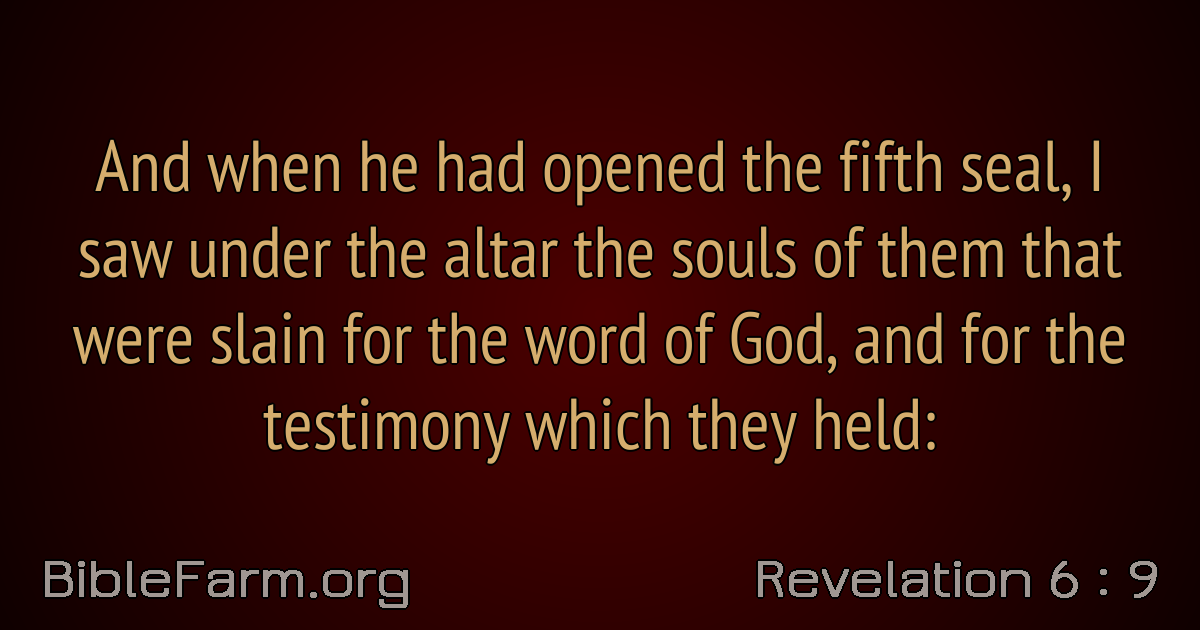 And when he had opened the fifth seal, I
saw under the altar the souls of them that
were slain for the word of God, and for the
testimony which they held:
BibleFarm.org
Revelation 6 : 9